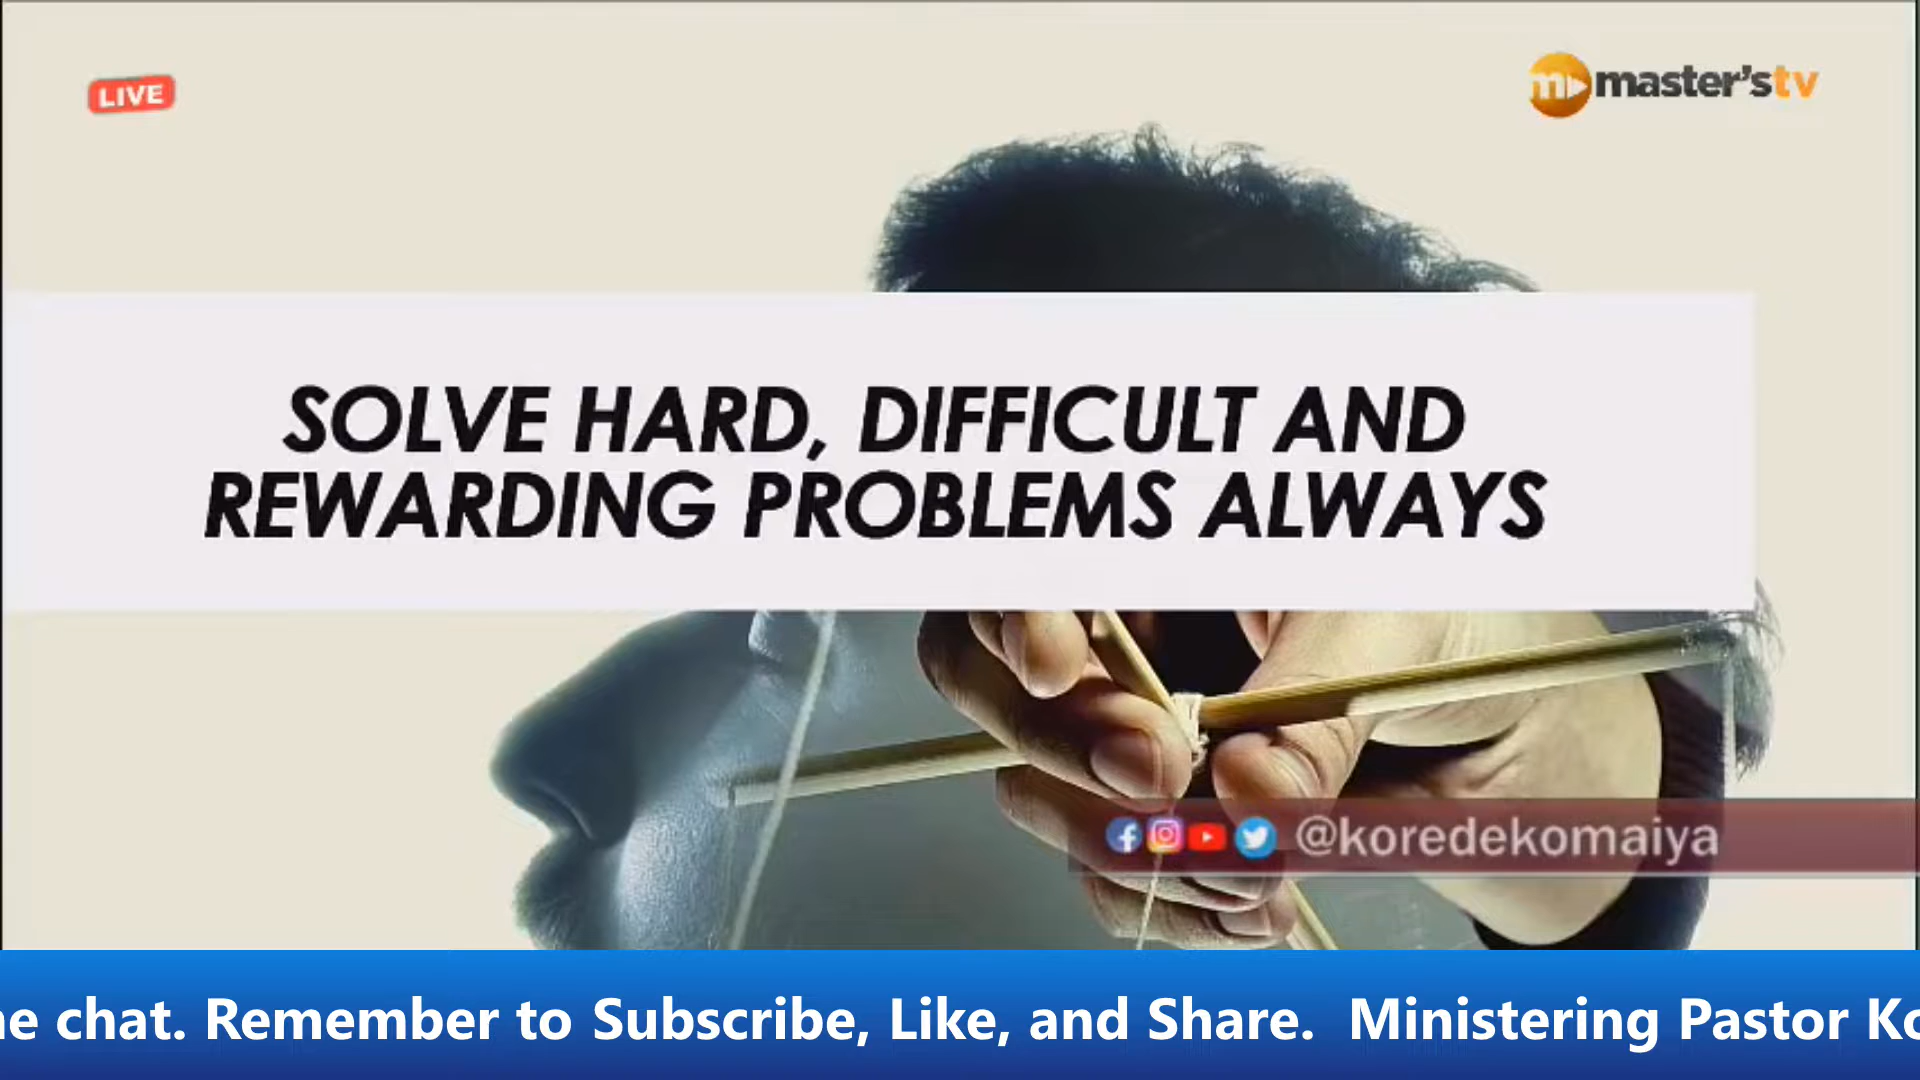 LIVE
master'stv
SOLVE HARD, DIFFICULT AND
REWARDING PROBLEMS ALWAYS
@koredekomaiya
chat. Remember to Subscribe, Like, and Share. Ministering Pastor